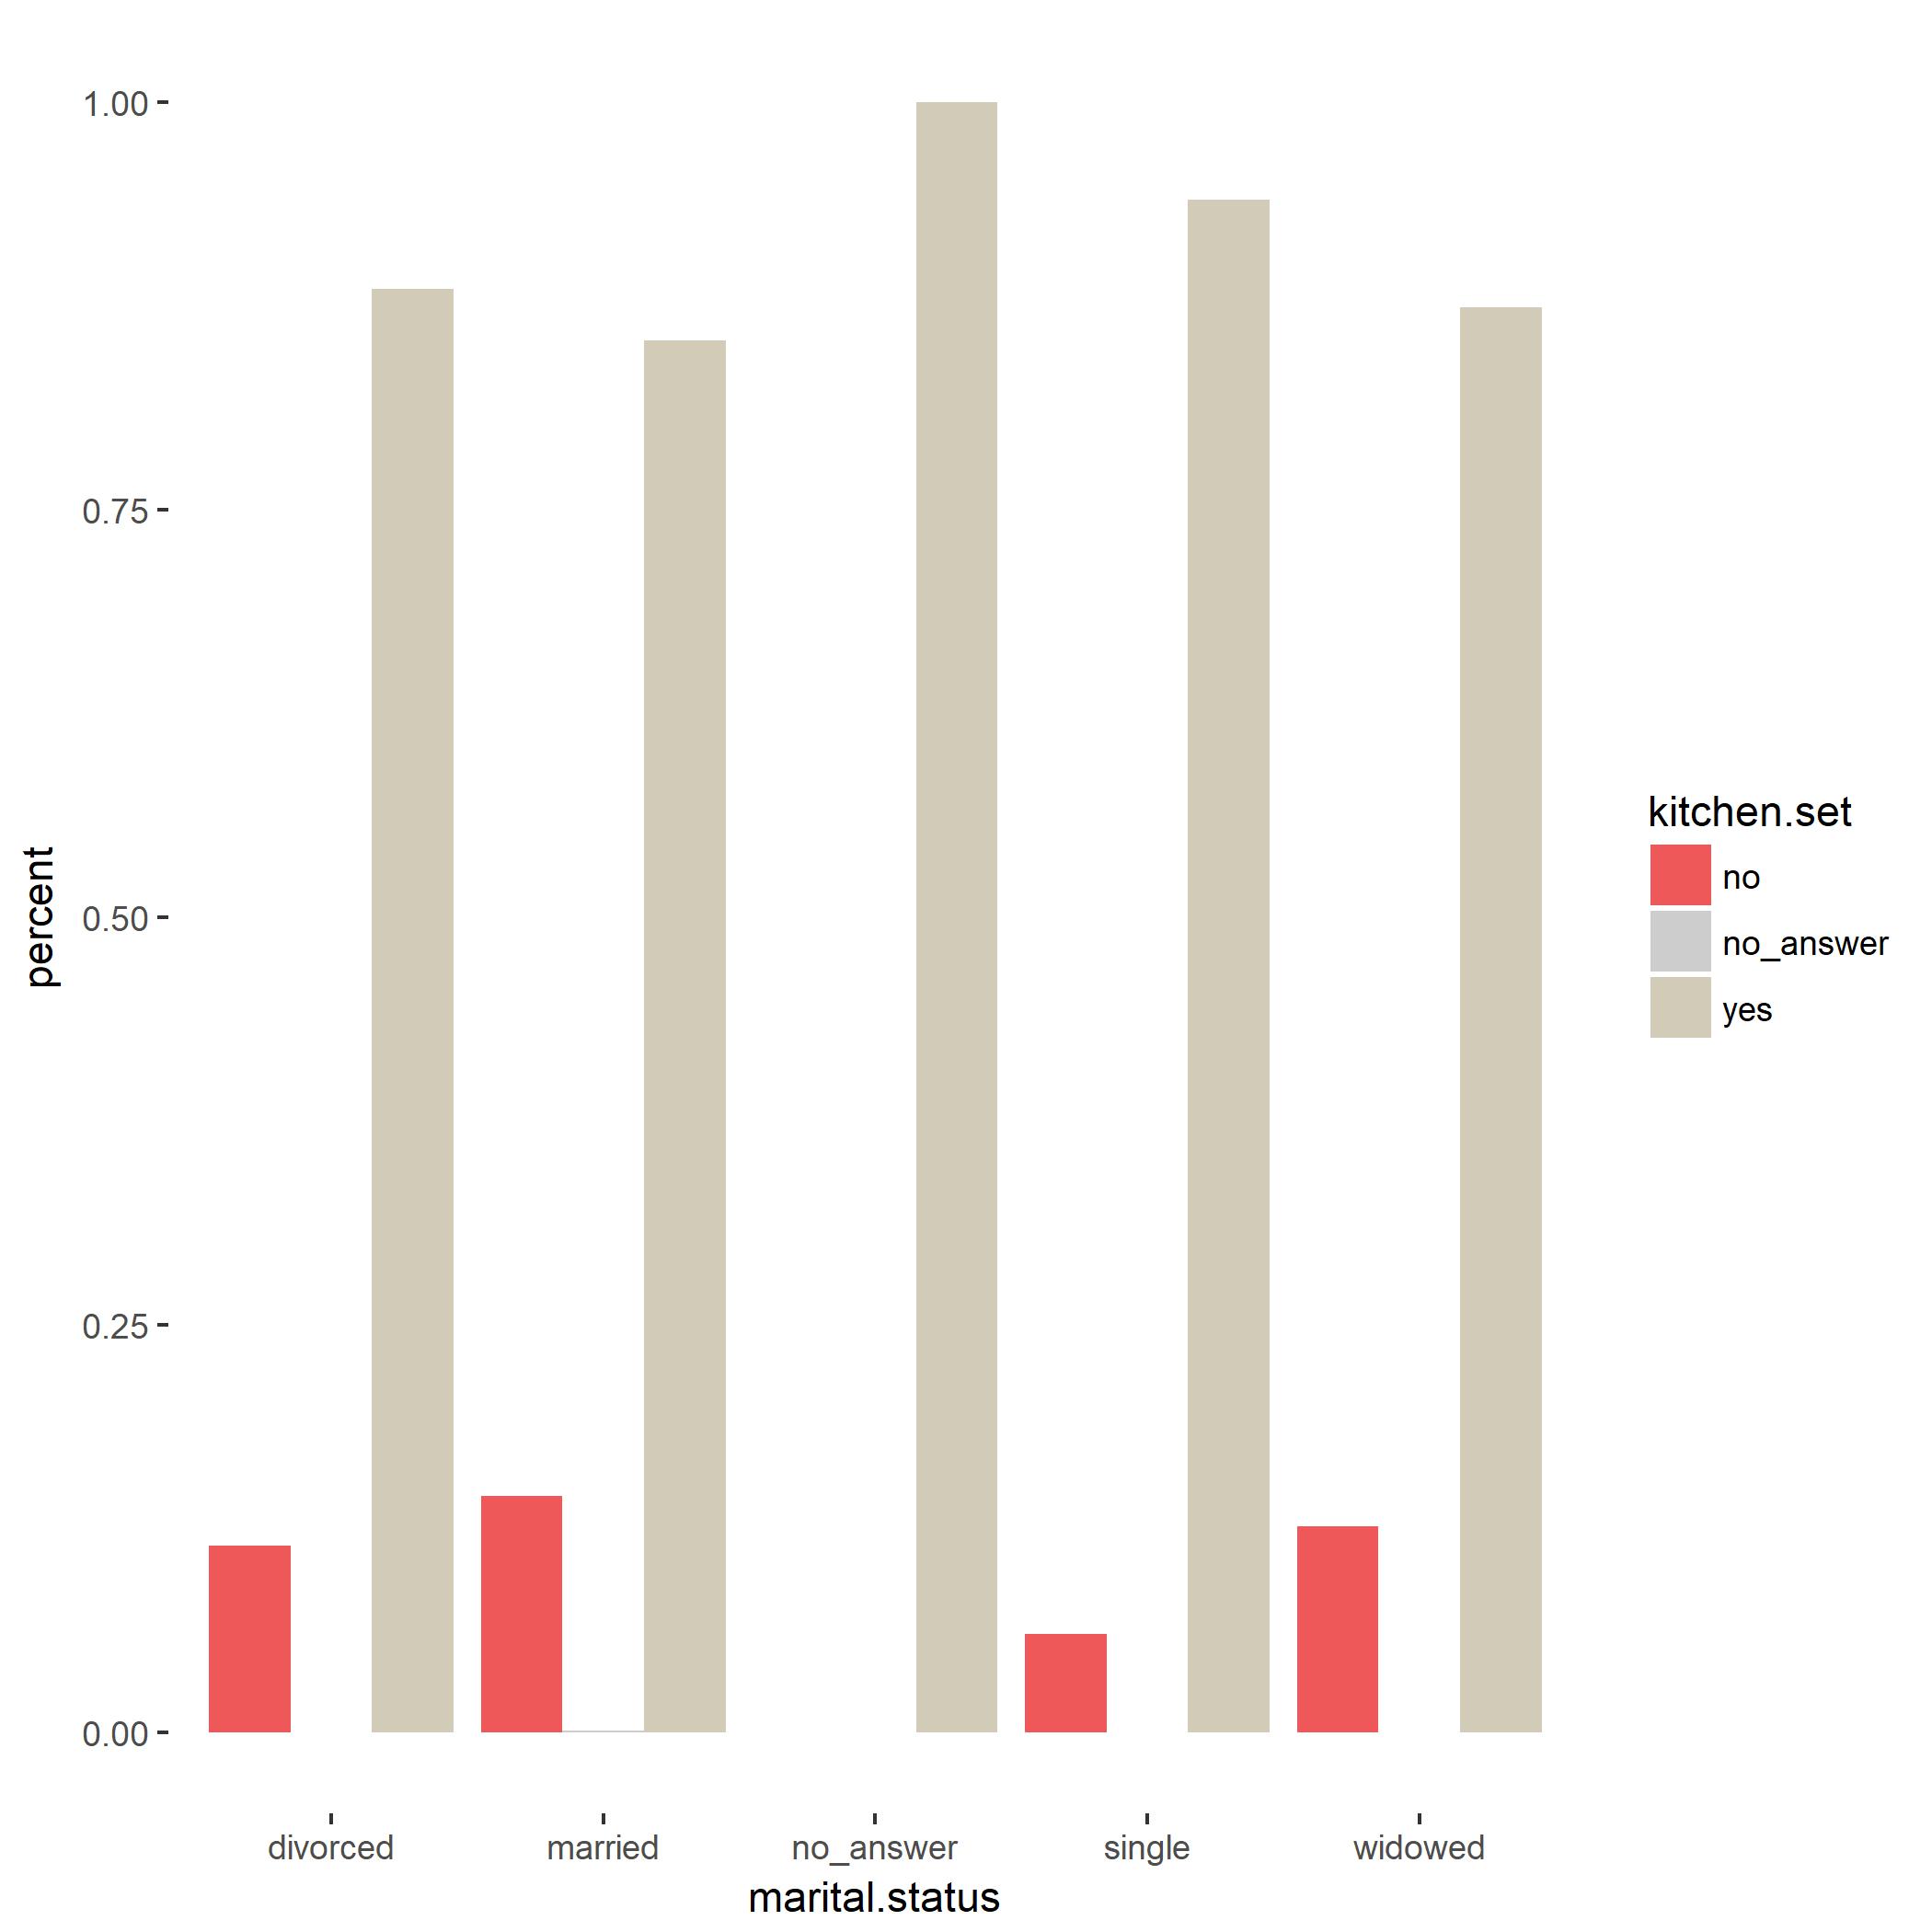 1.00
0.75
0.50
0.25
0.00
percent
divorced married no_answer single widowed
marital.status
kitchen.set
no
no_answer
yes